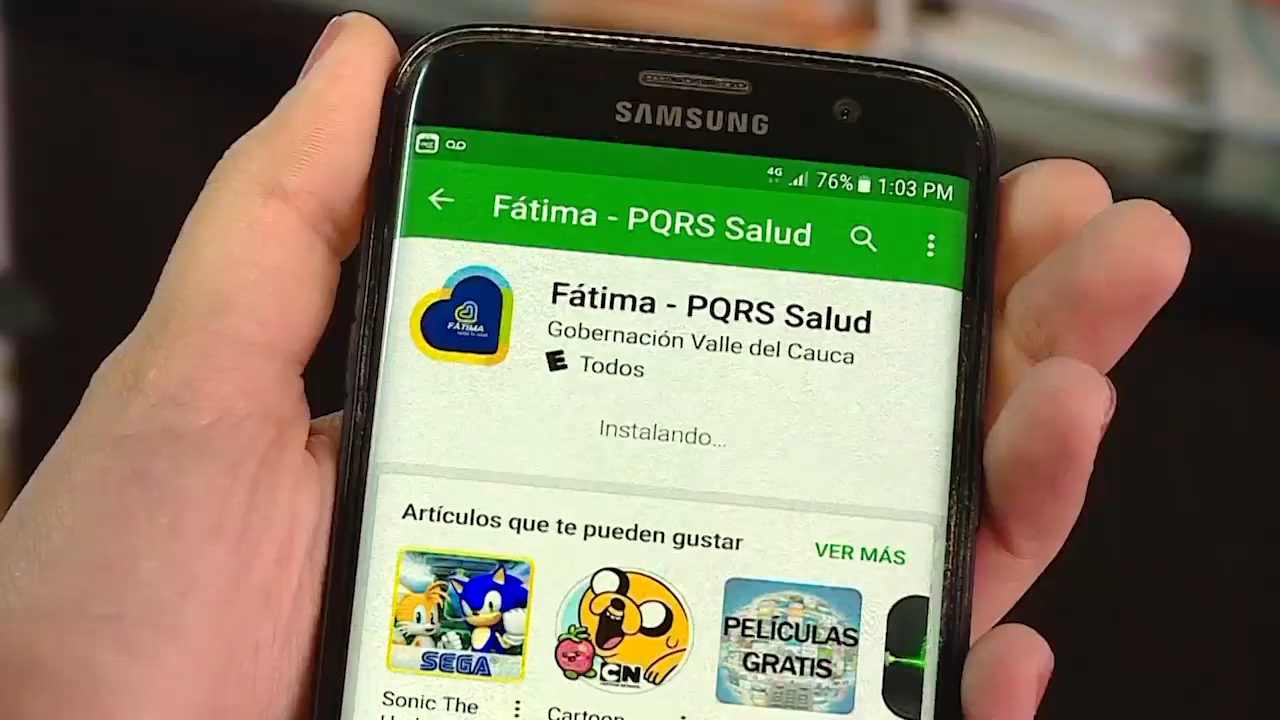 SAMSUNG
4G 76% 1:03 PM
Fátima - PQRS Salud
FÁTIMA
Fátima - PQRS Salud
Gobernación Valle del Cauca
E Todos
Instalando...
Artículos que te pueden gustar
VER MÁS
SEGA
CN
PELÍCULAS
GRATIS
Sonic The
Cartoon